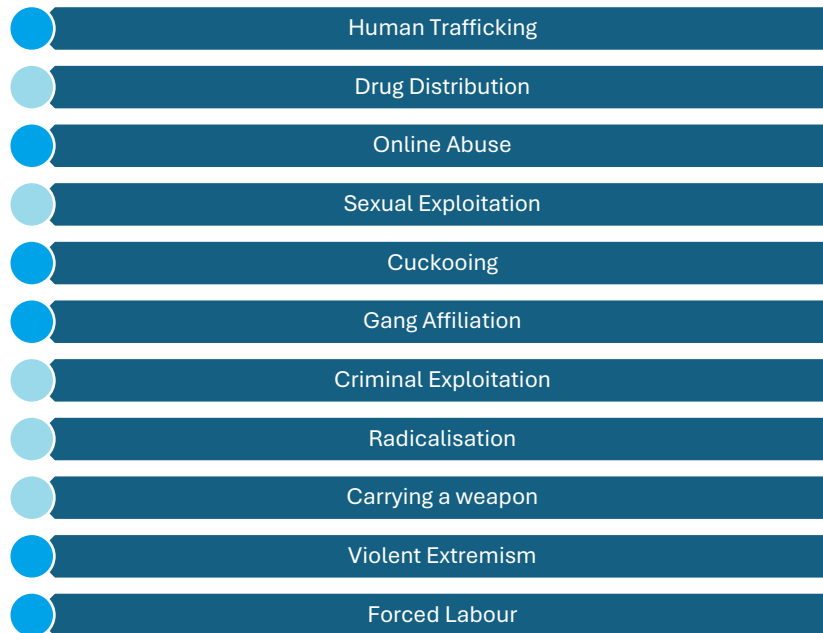 Human Trafficking
Drug Distribution
Online Abuse
Sexual Exploitation
Cuckooing
Gang Affiliation
Criminal Exploitation
Radicalisation
Carrying a weapon
Violent Extremism
Forced Labour